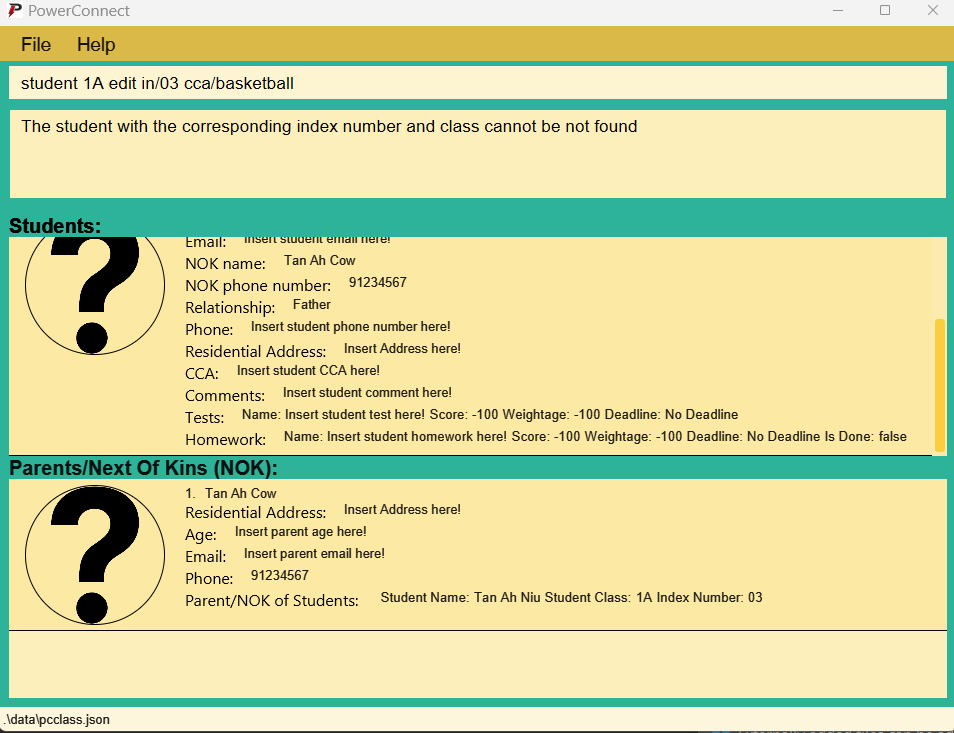 PowerConnect
File Help
student 1A edit in/03 cca/basketball
The student with the corresponding index number and class cannot be not found
Students:
Email: Insert student email here!
NOK name: Tan Ah Cow
NOK phone number: 91234567
Relationship: Father
Phone: Insert student phone number here!
Residential Address: Insert Address here!
CCA: Insert student CCA here!
Comments: Insert student comment here!
Tests: Name: Insert student test here! Score: -100 Weightage: -100 Deadline: No Deadline
Homework: Name: Insert student homework here! Score: -100 Weightage: -100 Deadline: No Deadline Is Done: false
Parents/Next Of Kins (NOK):
1. Tan Ah Cow
Residential Address: Insert Address here!
Age: Insert parent age here!
Email: Insert parent email here!
Phone: 91234567
Parent/NOK of Students: Student Name: Tan Ah Niu Student Class: 1A Index Number: 03
.\data\pcclass.json